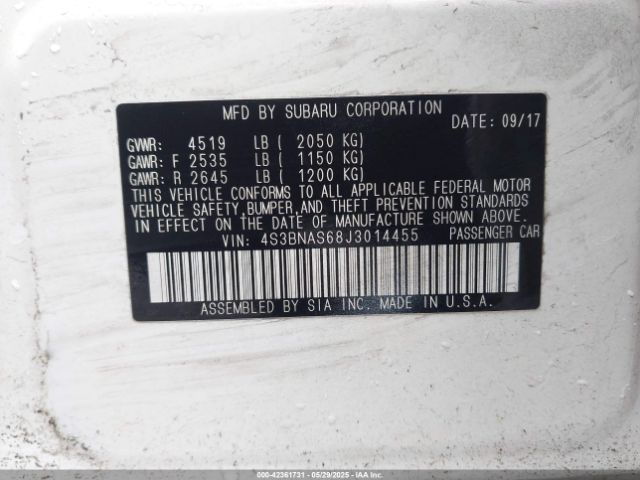 MFD BY SUBARU CORPORATION
DATE: 09/17
GVWR: 4519 LB ( 2050 KG)
GAWR: F 2535 LB ( 1150 KG)
GAWR: R 2645 LB ( 1200 KG)
THIS VEHICLE CONFORMS TO ALL APPLICABLE FEDERAL MOTOR
VEHICLE SAFETY,BUMPER,AND THEFT PREVENTION STANDARDS
IN EFFECT ON THE DATE OF MANUFACTURE SHOWN ABOVE.
VIN: 4S3BNAS68J3014455 PASSENGER CAR
ASSEMBLED BY SIA INC. MADE IN U.S.A.
000-42361731 - 05/29/2025 - IAAI.COM